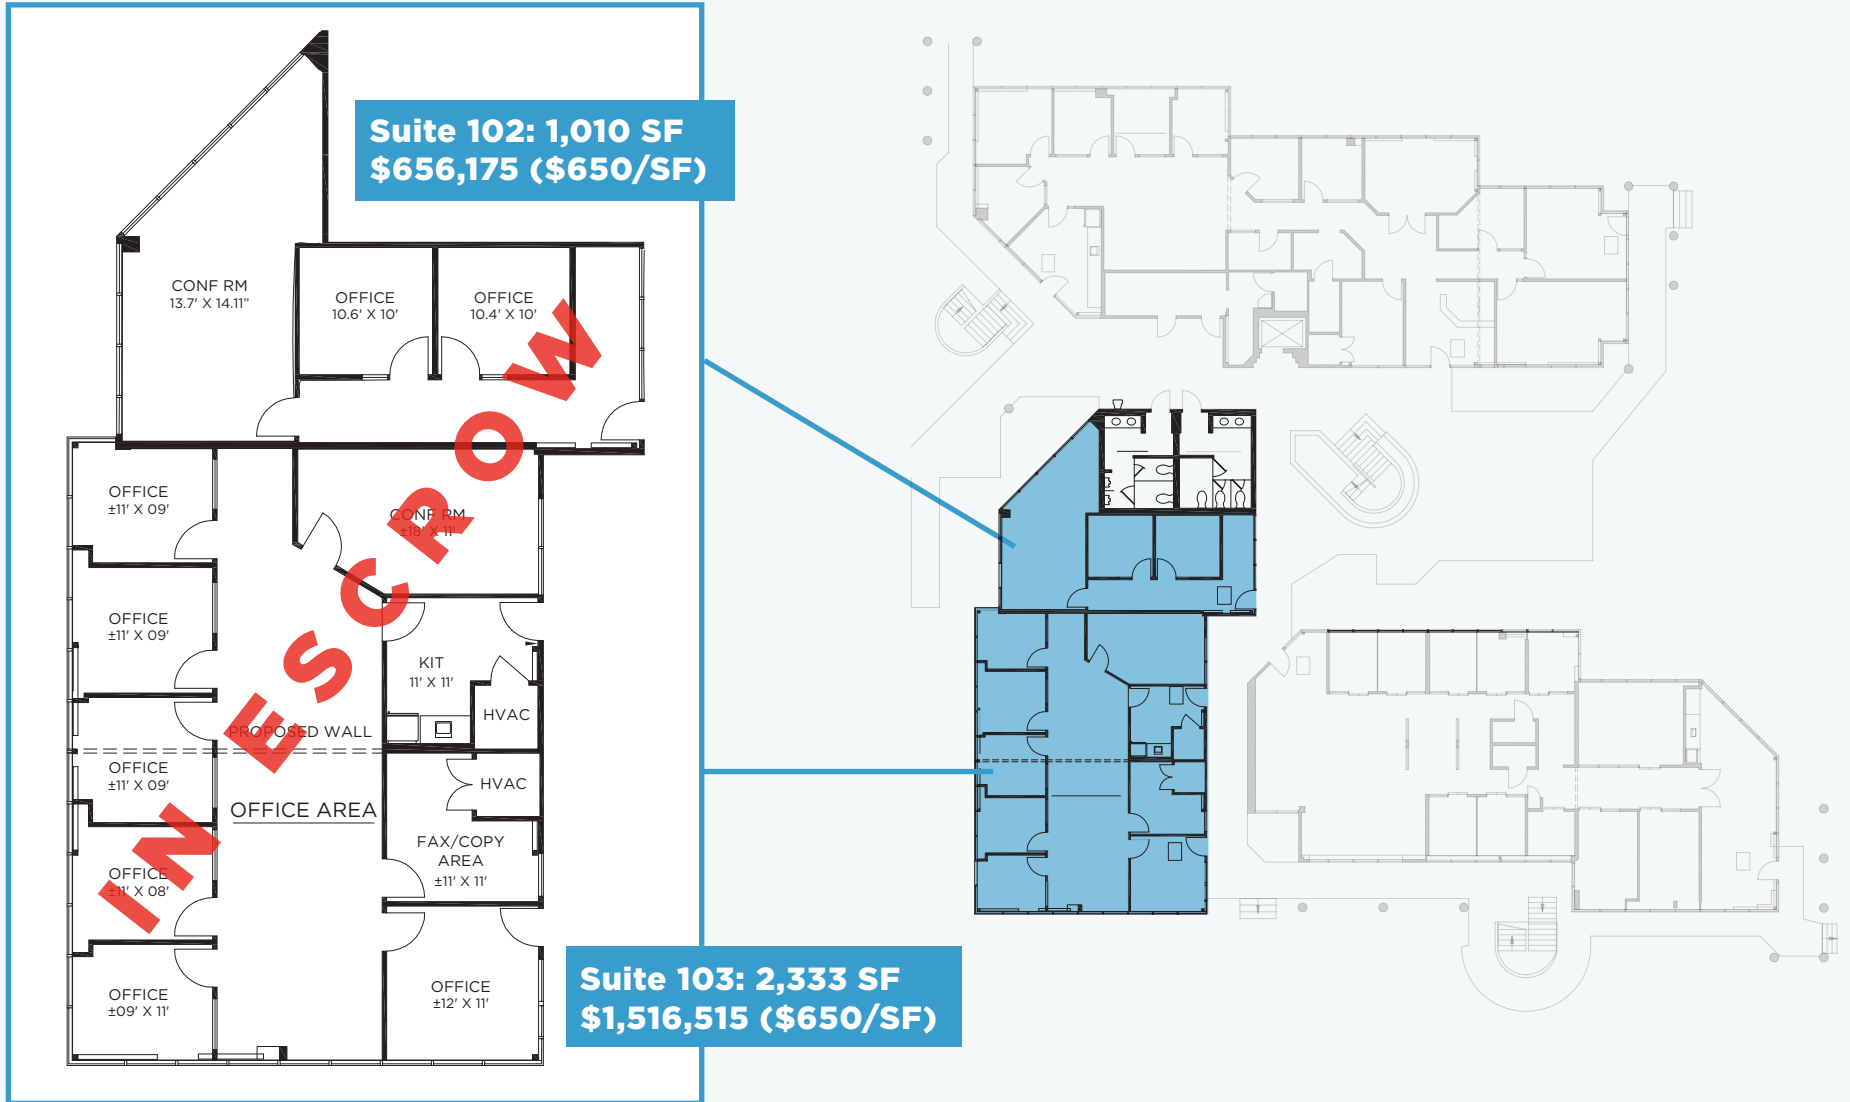 Suite 102: 1,010 SF
$656,175 ($650/SF)
CONF RM
13.7' X 14.11"
OFFICE
10.6' X 10'
OFFICE
10.4' X 10'
OFFICE
±11' X 09'
CONF RM
±18' X 11'
OFFICE
±11' X 09'
KIT
11' X 11'
HVAC
PROPOSED WALL
OFFICE
±11' X 09'
HVAC
OFFICE AREA
FAX/COPY
AREA
±11' X 11'
OFFICE
±11' X 08'
OFFICE
±09' X 11'
OFFICE
±12' X 11'
IN ESCROW
Suite 103: 2,333 SF
$1,516,515 ($650/SF)